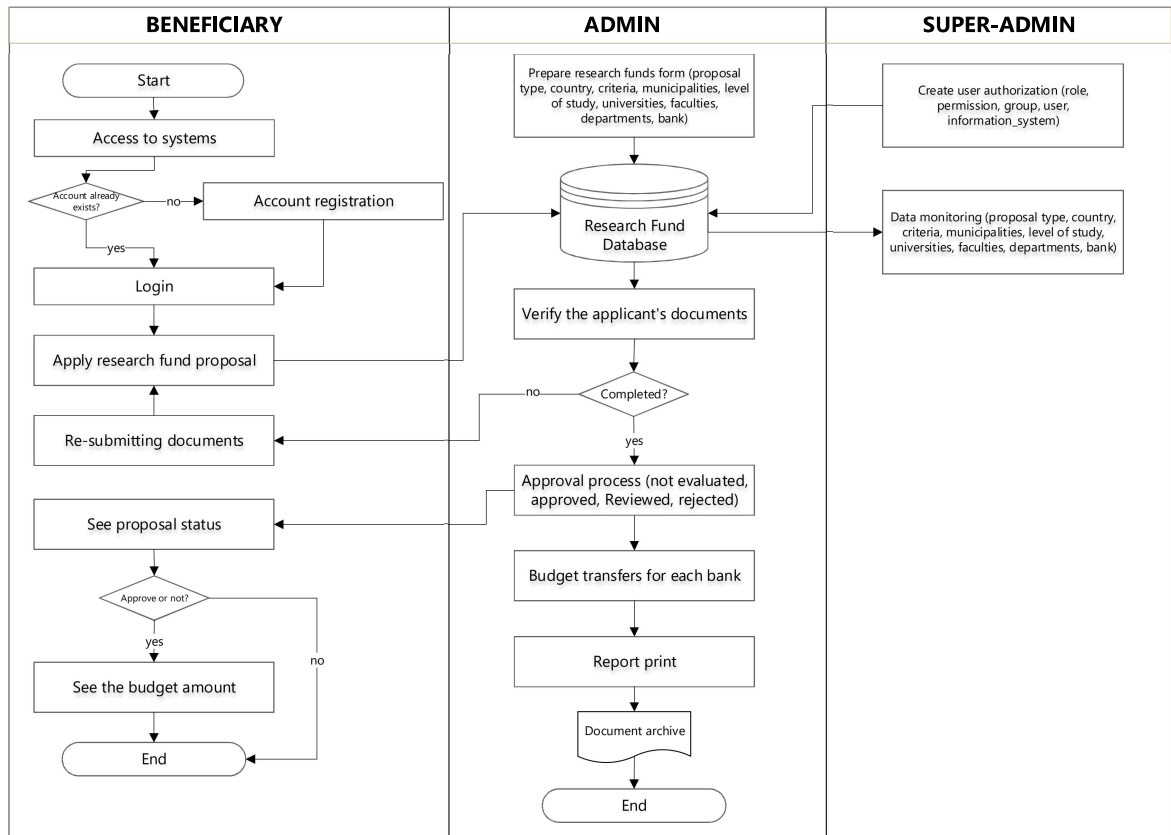 BENEFICIARY
ADMIN
SUPER-ADMIN
Start
Access to systems
Account already
exists?
no
Account registration
yes
Login
Apply research fund proposal
Re-submitting documents
See proposal status
Approve or not?
yes
no
See the budget amount
End
Prepare research funds form (proposal
type, country, criteria, municipalities, level
of study, universities, faculties,
departments, bank)
Research Fund
Database
Verify the applicant's documents
Completed?
no
yes
Approval process (not evaluated,
approved, Reviewed, rejected)
Budget transfers for each bank
Report print
Document archive
End
Create user authorization (role,
permission, group, user,
information_system)
Data monitoring (proposal type, country,
criteria, municipalities, level of study,
universities, faculties, departments, bank)